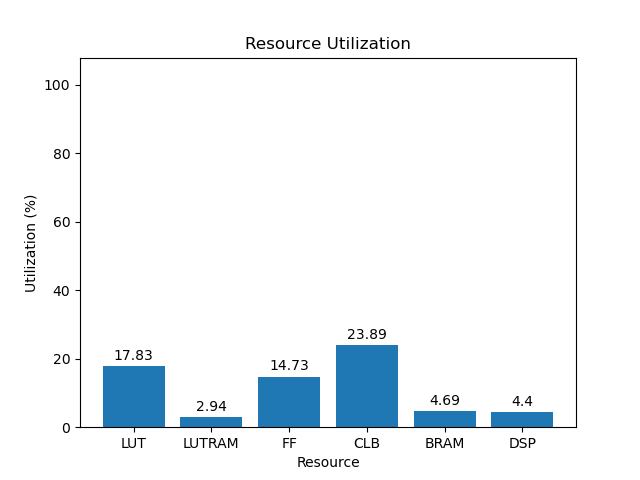 Resource Utilization
Utilization (%)
100
80
60
40
20
0
17.83
2.94
14.73
23.89
4.69
4.4
LUT
LUTRAM
FF
CLB
BRAM
DSP
Resource